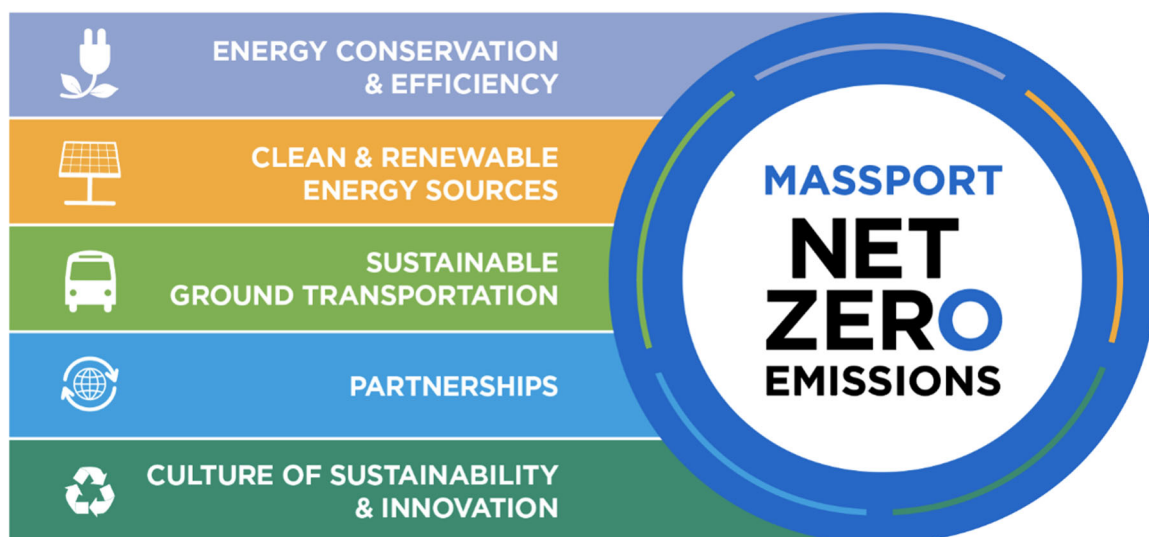 ENERGY CONSERVATION
& EFFICIENCY
CLEAN & RENEWABLE
ENERGY SOURCES
SUSTAINABLE
GROUND TRANSPORTATION
PARTNERSHIPS
CULTURE OF SUSTAINABILITY
& INNOVATION
MASSPORT
NET
ZERO
EMISSIONS